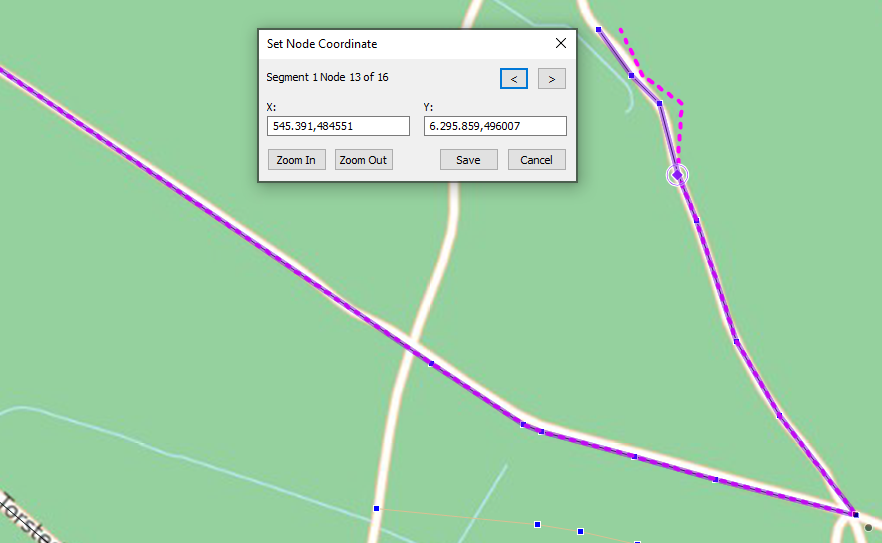 Set Node Coordinate
Segment 1 Node 13 of 16
< >
X: Y:
545.391,484551 6.295.859,496007
Zoom In Zoom Out Save Cancel